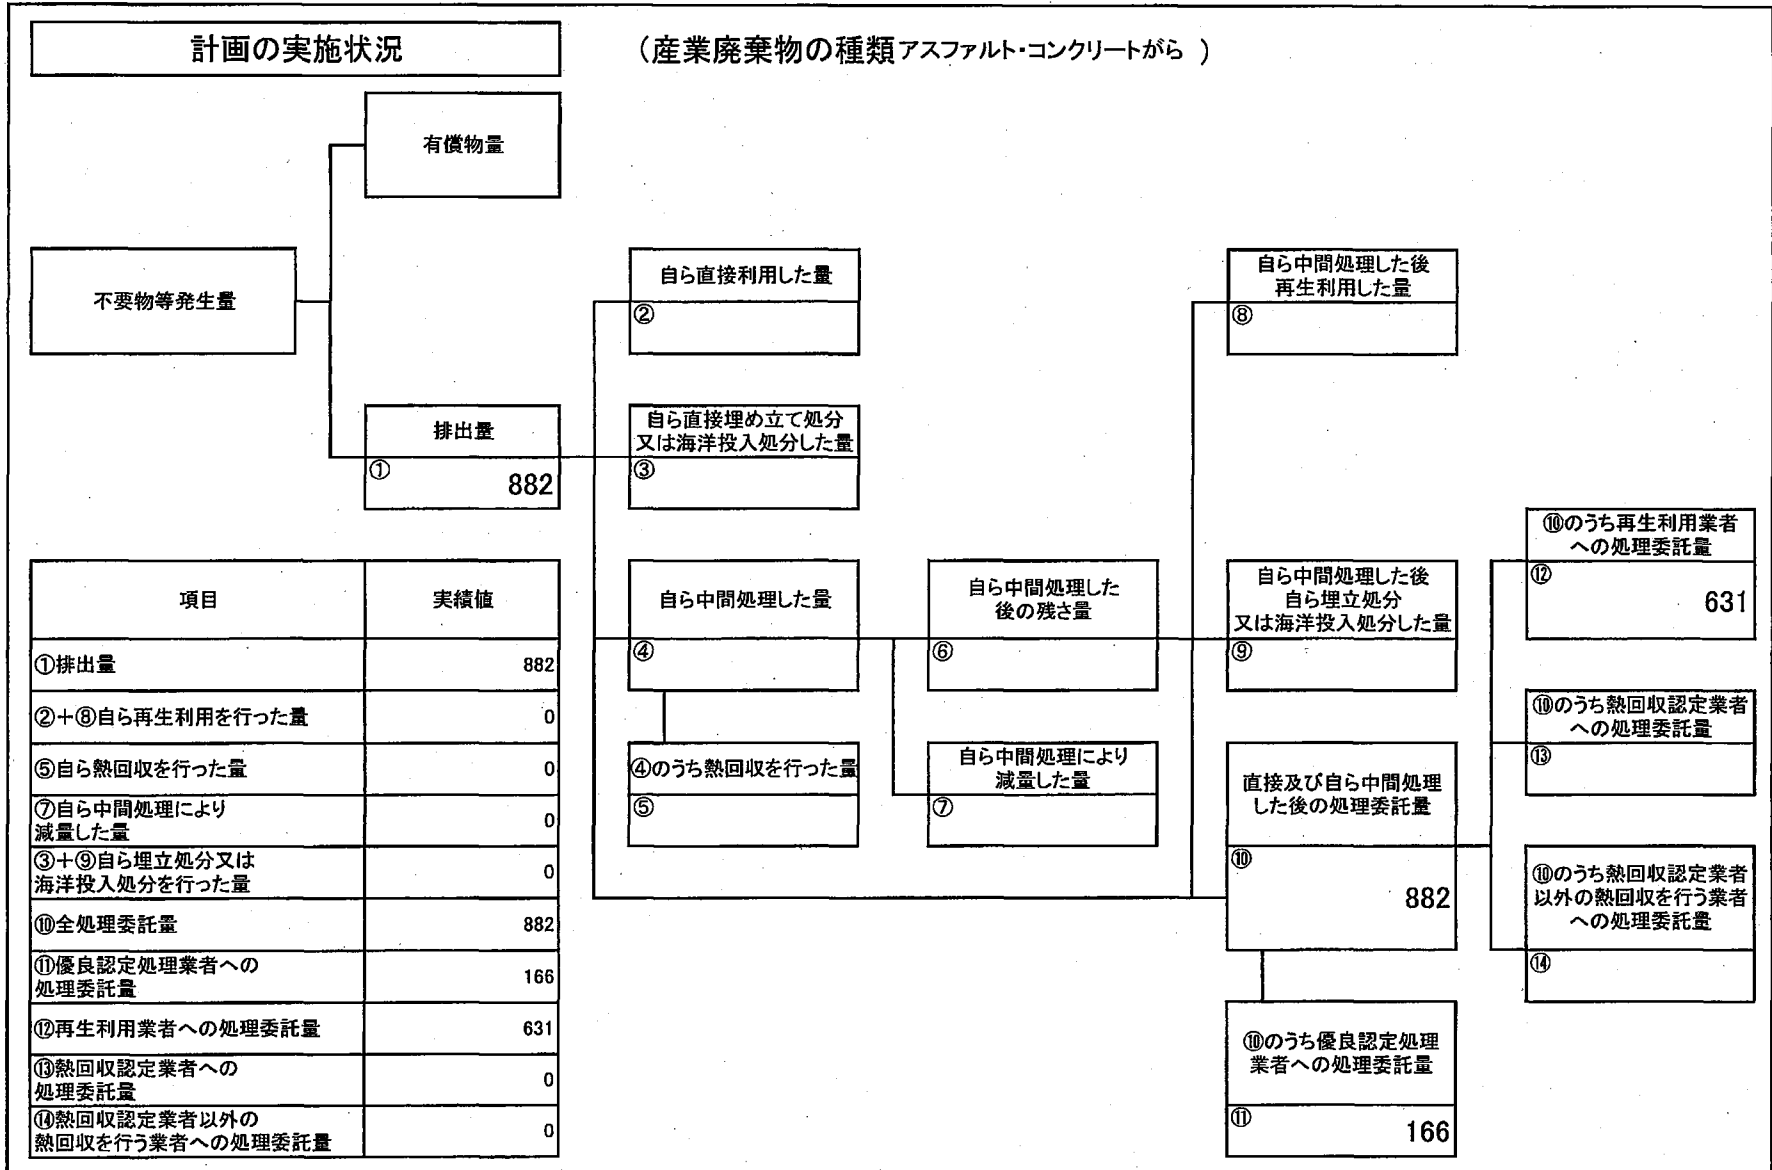 計画の実施状況
(産業廃棄物の種類アスファルト・コンクリートがら )
有償物量
不要物等発生量
自ら直接利用した量
②
自ら中間処理した後
再生利用した量
⑧
排出量
①
882
自ら直接埋め立て処分
又は海洋投入処分した量
③
⑩のうち再生利用業者
への処理委託量
⑫
631
自ら中間処理した量
④
自ら中間処理した
後の残さ量
⑥
自ら中間処理した後
自ら埋立処分
又は海洋投入処分した量
⑨
⑩のうち熱回収認定業者
への処理委託量
⑬
④のうち熱回収を行った量
⑤
自ら中間処理により
減量した量
⑦
直接及び自ら中間処理
した後の処理委託量
⑩
882
⑩のうち熱回収認定業者
以外の熱回収を行う業者
への処理委託量
⑭
⑩のうち優良認定処理
業者への処理委託量
⑪
166
項目 実績値
①排出量 882
②+⑧自ら再生利用を行った量 0
⑤自ら熱回収を行った量 0
⑦自ら中間処理により
減量した量 0
③+⑨自ら埋立処分又は
海洋投入処分を行った量 0
⑩全処理委託量 882
⑪優良認定処理業者への
処理委託量 166
⑫再生利用業者への処理委託量 631
⑬熱回収認定業者への
処理委託量 0
⑭熱回収認定業者以外の
熱回収を行う業者への処理委託量 0